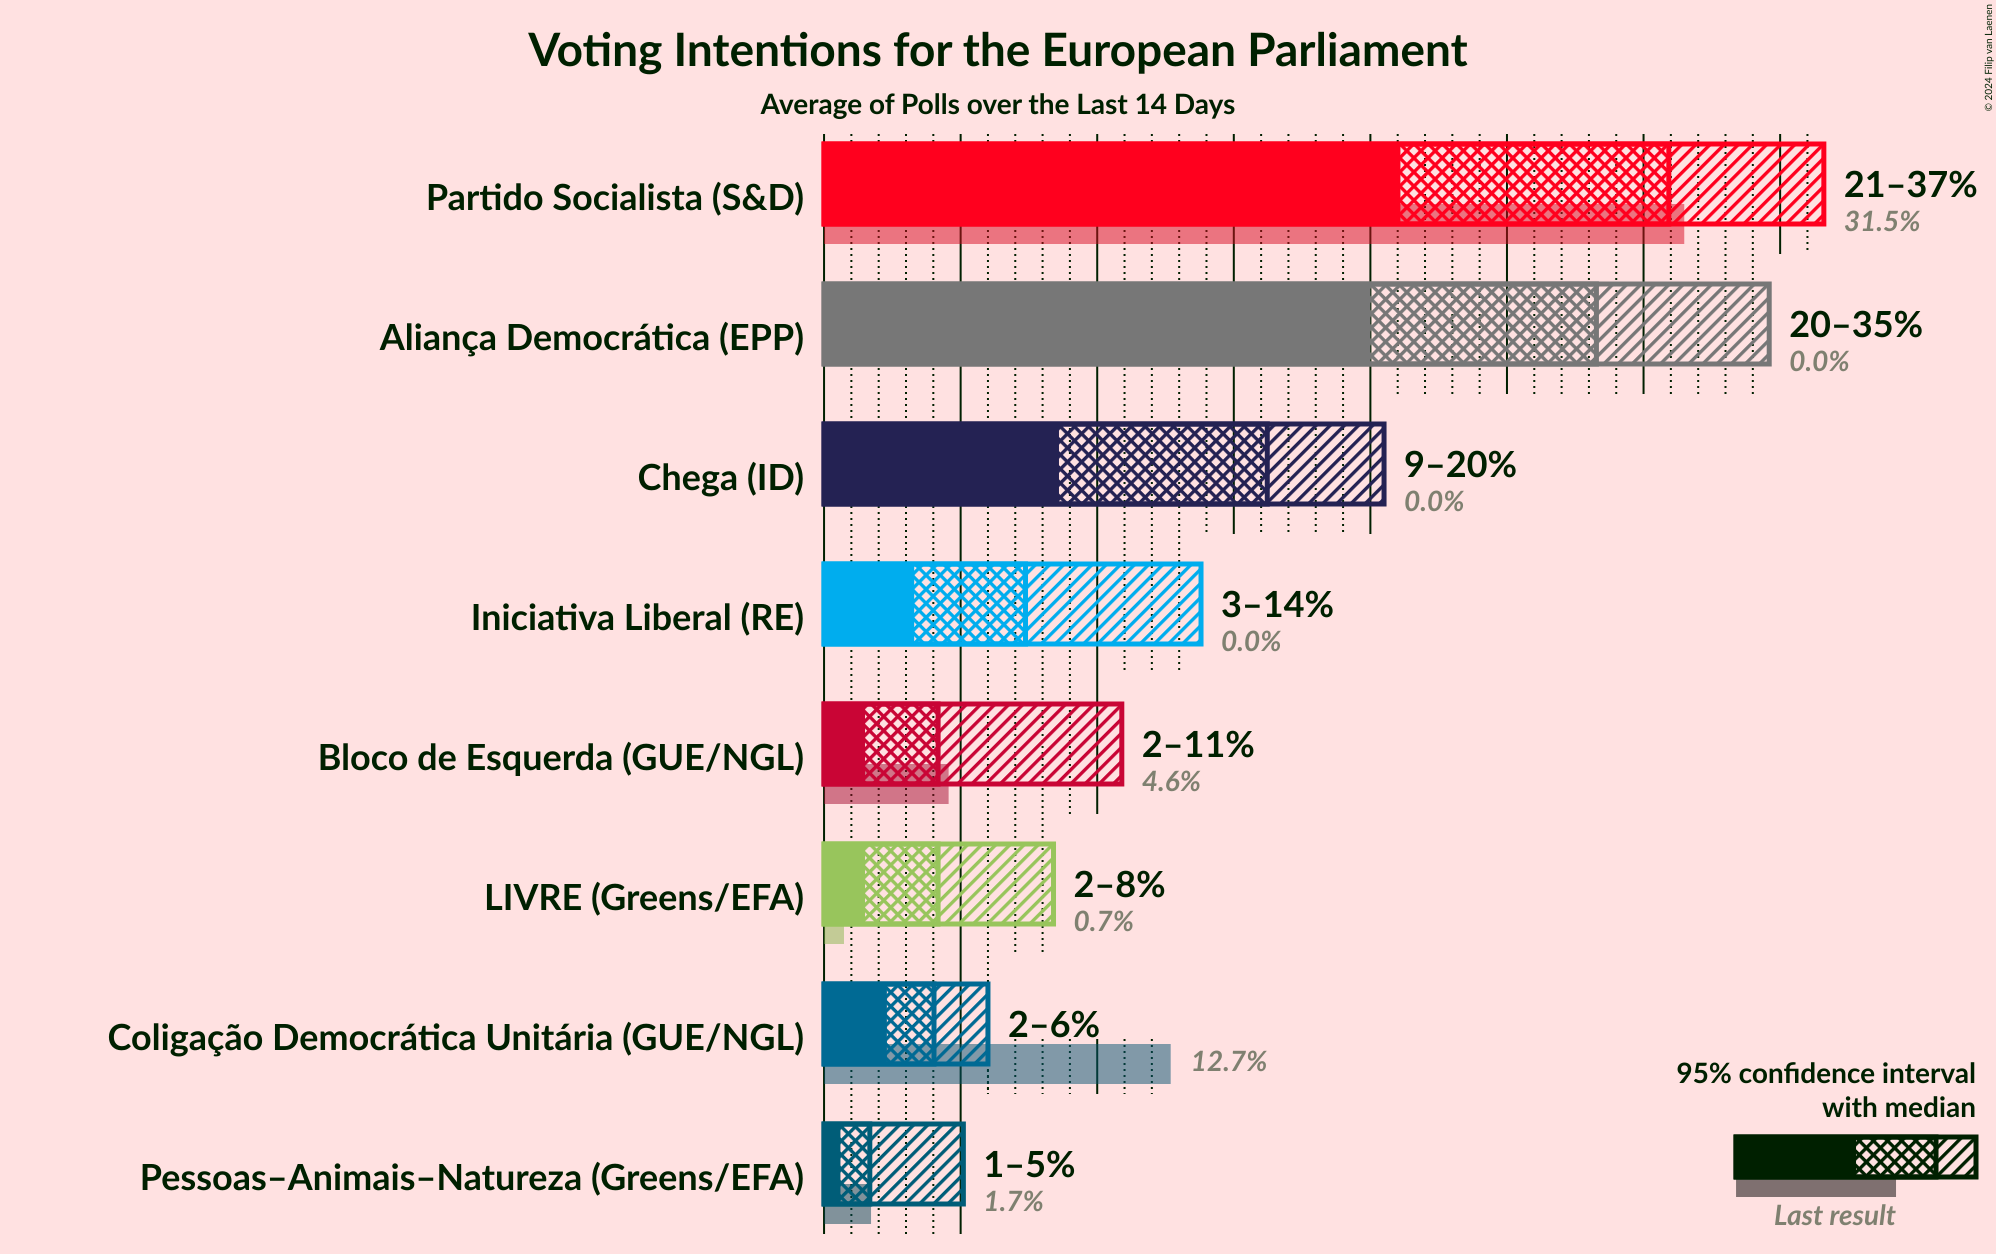 Voting Intentions for the European Parliament
Average of Polls over the Last 14 Days
© 2024 Filip van Laenen
Partido Socialista (S&D)
21–37%
31.5%
Aliança Democrática (EPP)
20–35%
0.0%
Chega (ID)
9–20%
0.0%
Iniciativa Liberal (RE)
3–14%
0.0%
Bloco de Esquerda (GUE/NGL)
2–11%
4.6%
LIVRE (Greens/EFA)
2–8%
0.7%
Coligação Democrática Unitária (GUE/NGL)
2–6%
12.7%
Pessoas–Animais–Natureza (Greens/EFA)
1–5%
1.7%
95% confidence interval
with median
Last result